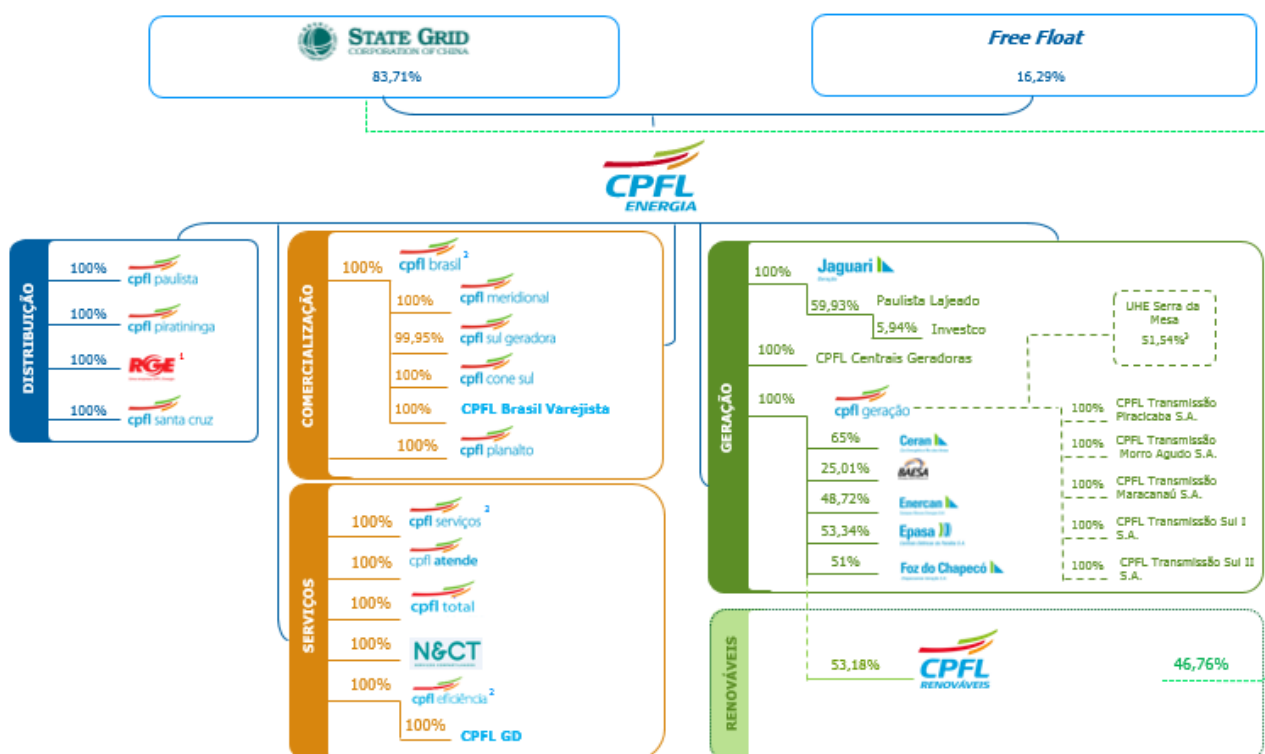 STATE GRID
CORPORATION OF CHINA
83,71%
Free Float
16,29%
CPFL
ENERGIA
DISTRIBUIÇÃO
100%
cpfl paulista
100%
cpfl piratininga
100%
RGE 1
100%
cpfl santa cruz
COMERCIALIZAÇÃO
100%
cpfl brasil 2
100%
cpfl meridional
99,95%
cpfl sul geradora
100%
cpfl cone sul
100%
CPFL Brasil Varejista
100%
cpfl planalto
SERVIÇOS
100%
cpfl serviços 2
100%
cpfl atende
100%
cpfl total
100%
N&CT
100%
cpfl eficiência 2
100%
CPFL GD
GERAÇÃO
100%
Jaguari
Geração
59,93%
Paulista Lajeado
5,94%
Investco
100%
CPFL Centrais Geradoras
100%
cpfl geração
UHE Serra da
Mesa
51,54%3
65%
Ceran
25,01%
BAESA
48,72%
Enercan
53,34%
Epasa
51%
Foz do Chapecó
100%
CPFL Transmissão
Piracicaba S.A.
100%
CPFL Transmissão
Morro Agudo S.A.
100%
CPFL Transmissão
Maracanaú S.A.
100%
CPFL Transmissão Sul I
S.A.
100%
CPFL Transmissão Sul II
S.A.
RENOVÁVEIS
53,18%
CPFL
RENOVÁVEIS
46,76%